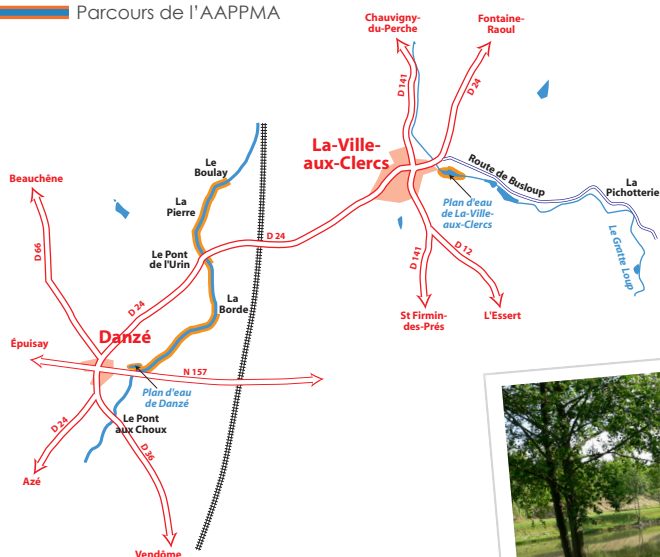 Parcours de l'AAPPMA
Chauvigny-
du-Perche
Fontaine-
Raoul
D 141
D 24
La-Ville-
aux-Clercs
Route de Busloup
La
Pichotterie
Plan d'eau
de La-Ville-
aux-Clercs
Le Gratte Loup
Le
Boulay
Beauchêne
La
Pierre
D 66
Le Pont
de l'Urin
D 24
D 141
D 12
St Firmin-
des-Prés
L'Essert
La
Borde
D 24
Danzé
Épuisay
N 157
Plan d'eau
de Danzé
Le Pont
aux Choux
D 24
D 36
Azé
Vendôme